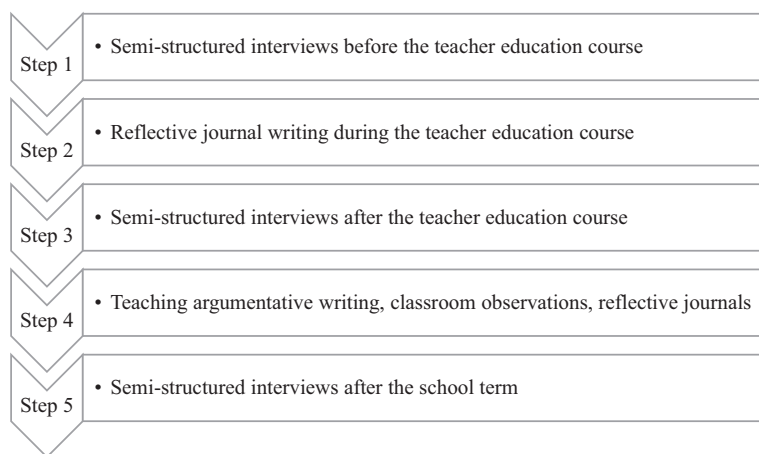 Step 1
• Semi-structured interviews before the teacher education course
Step 2
• Reflective journal writing during the teacher education course
Step 3
• Semi-structured interviews after the teacher education course
Step 4
• Teaching argumentative writing, classroom observations, reflective journals
Step 5
• Semi-structured interviews after the school term